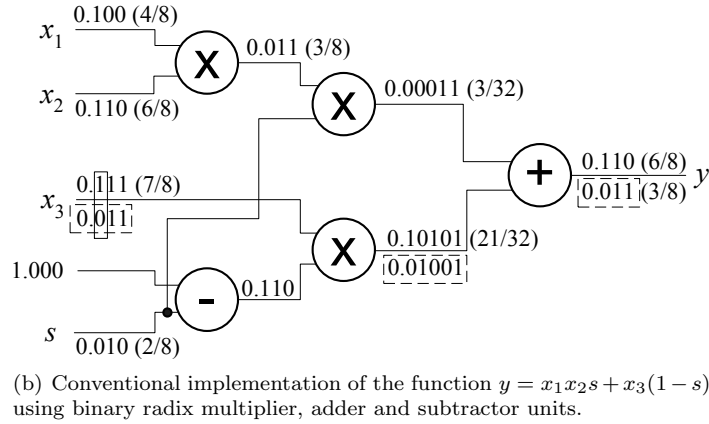 0.100 (4/8)
x1
0.011 (3/8)
X
X
0.00011 (3/32)
x2
0.110 (6/8)
+
0.110 (6/8)
y
0.011 (3/8)
0.111 (7/8)
x3
0.011
0.10101 (21/32)
X
0.01001
1.000
0.110
-
s
0.010 (2/8)
(b) Conventional implementation of the function y = x1x2s + x3(1 − s)
using binary radix multiplier, adder and subtractor units.